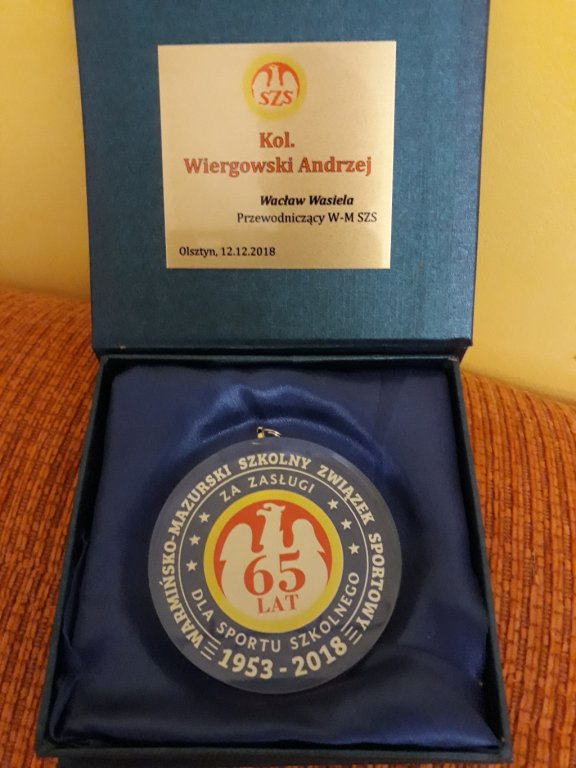 SZS
Kol.
Wiergowski Andrzej
Wacław Wasiela
Przewodniczący W-M SZS
Olsztyn, 12.12.2018
WARMIŃSKO-MAZURSKI SZKOLNY ZWIĄZEK SPORTOWY
ZA ZASŁUGI
65
LAT
DLA SPORTU SZKOLNEGO
1953 - 2018